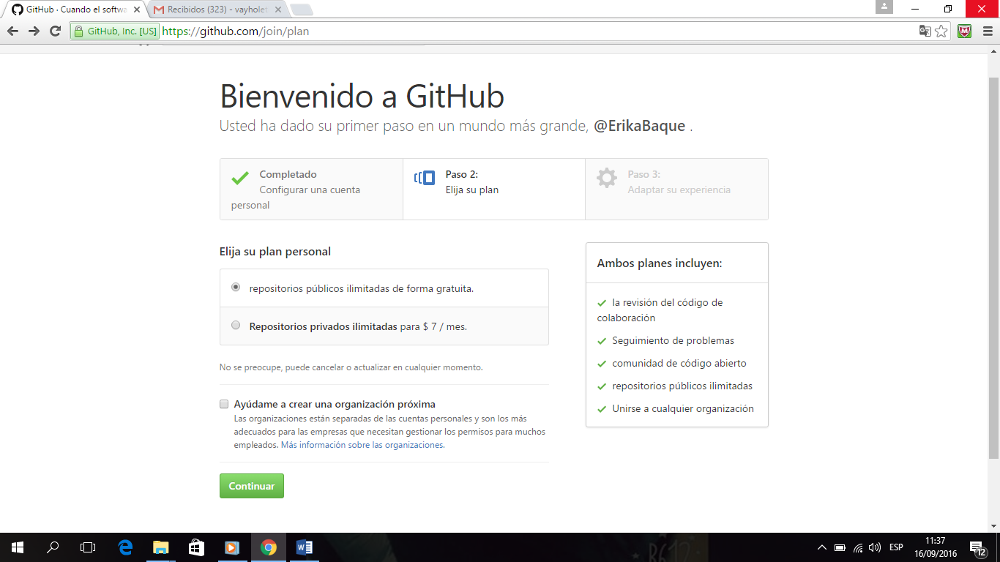 GitHub · Cuando el softwa
Recibidos (323) - vayholet
GitHub, Inc. [US]
https://github.com/join/plan
Bienvenido a GitHub
Usted ha dado su primer paso en un mundo más grande, @ErikaBaque .
Completado
Configurar una cuenta
personal
Paso 2:
Elija su plan
Paso 3:
Adaptar su experiencia
Elija su plan personal
repositorios públicos ilimitadas de forma gratuita.
Repositorios privados ilimitadas para $ 7 / mes.
No se preocupe, puede cancelar o actualizar en cualquier momento.
Ayúdame a crear una organización próxima
Las organizaciones están separadas de las cuentas personales y son los más
adecuados para las empresas que necesitan gestionar los permisos para muchos
empleados. Más información sobre las organizaciones.
Continuar
Ambos planes incluyen:
la revisión del código de
colaboración
Seguimiento de problemas
comunidad de código abierto
repositorios públicos ilimitadas
Unirse a cualquier organización
ESP
11:37
16/09/2016
12